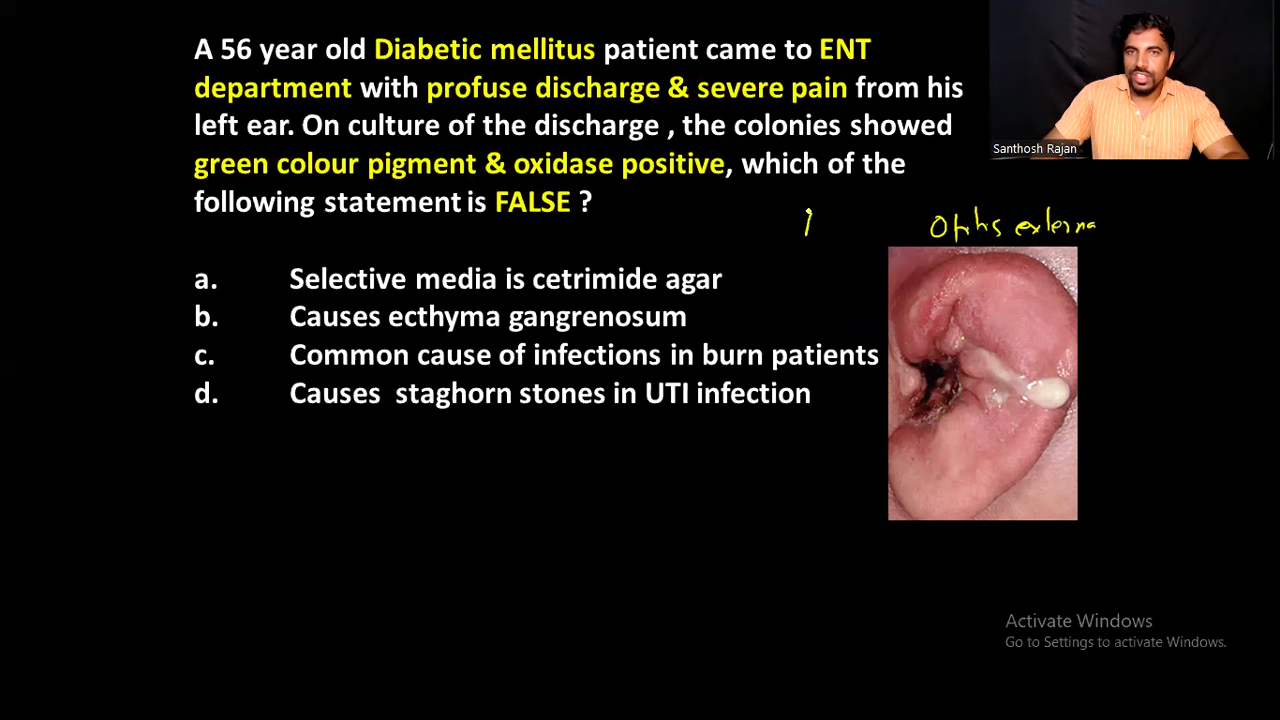 A 56 year old Diabetic mellitus patient came to ENT
department with profuse discharge & severe pain from his
left ear. On culture of the discharge , the colonies showed
green colour pigment & oxidase positive, which of the
following statement is FALSE ?
Santhosh Rajan
externa
a. Selective media is cetrimide agar
b. Causes ecthyma gangrenosum
c. Common cause of infections in burn patients
d. Causes staghorn stones in UTI infection
Activate Windows
Go to Settings to activate Windows.